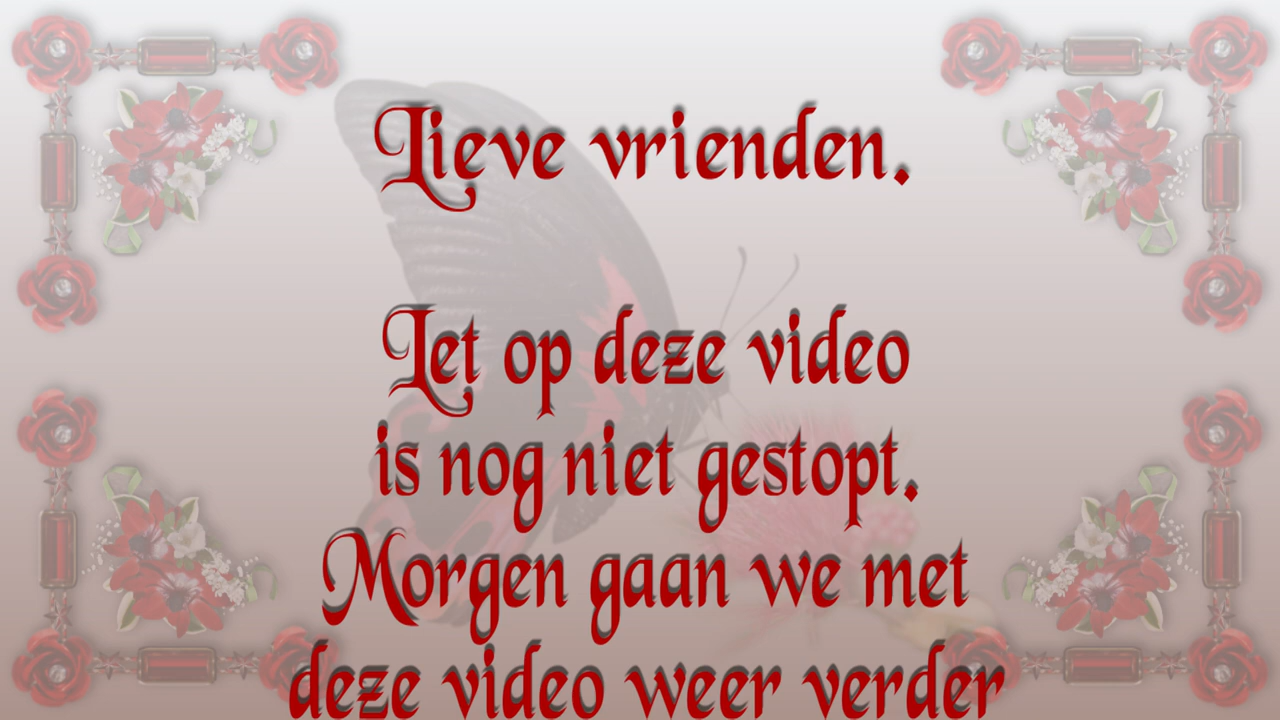 Lieve vrienden.
Let op deze video
is nog niet gestopt.
Morgen gaan we met
deze video weer verder